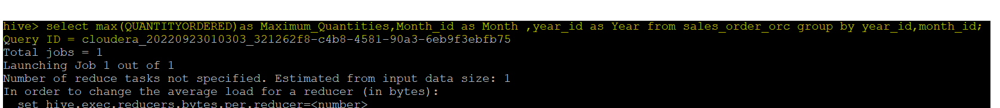 hive> select max(QUANTITYORDERED)as Maximum_Quantities,Month_id as Month ,year_id as Year from sales_order_orc group by year_id,month_id;
Query ID = cloudera_20220923010303_321262f8-c4b8-4581-90a3-6eb9f3ebfb75
Total jobs = 1
Launching Job 1 out of 1
Number of reduce tasks not specified. Estimated from input data size: 1
In order to change the average load for a reducer (in bytes):
  set hive.exec.reducers.bytes.per.reducer=<number>